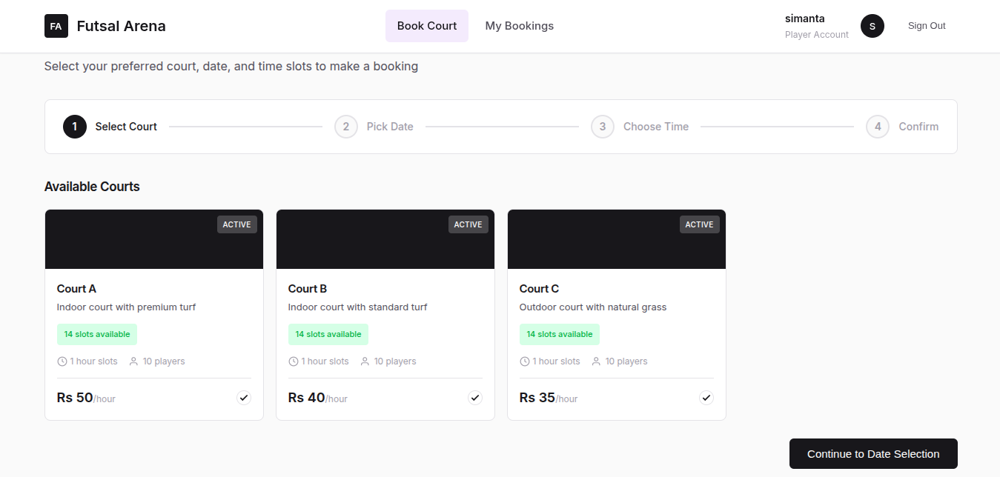 FA Futsal Arena Book Court My Bookings simanta S Sign Out
Player Account
Select your preferred court, date, and time slots to make a booking
1 Select Court 2 Pick Date 3 Choose Time 4 Confirm
Available Courts
ACTIVE ACTIVE ACTIVE
Court A Court B Court C
Indoor court with premium turf Indoor court with standard turf Outdoor court with natural grass
14 slots available 14 slots available 14 slots available
1 hour slots 10 players 1 hour slots 10 players 1 hour slots 10 players
Rs 50/hour Rs 40/hour Rs 35/hour
Continue to Date Selection